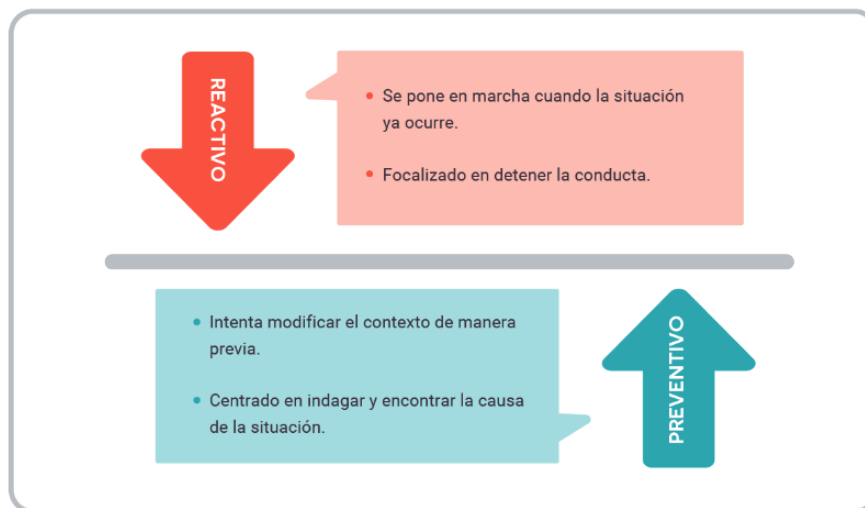 REACTIVO
• Se pone en marcha cuando la situación
ya ocurre.
• Focalizado en detener la conducta.
• Intenta modificar el contexto de manera
previa.
• Centrado en indagar y encontrar la causa
de la situación.
PREVENTIVO